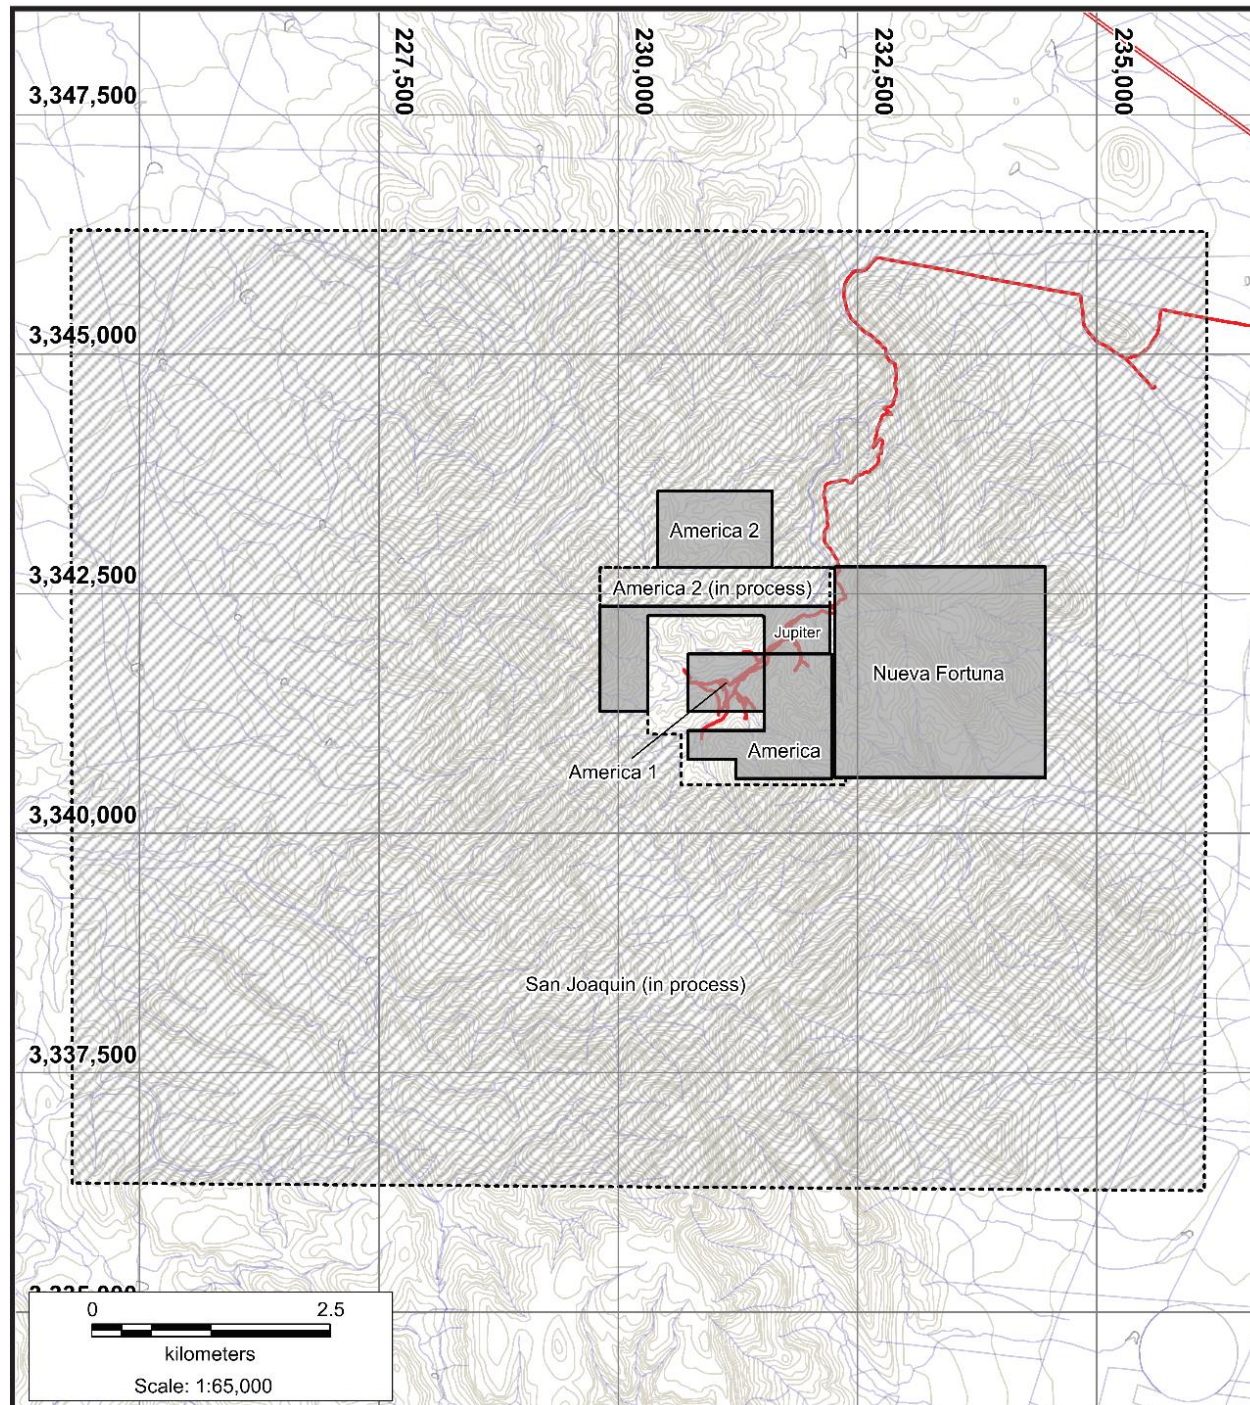 227,500
230,000
232,500
235,000
3,347,500
3,345,000
America 2
3,342,500
America 2 (in process)
Jupiter
Nueva Fortuna
America
America 1
3,340,000
San Joaquin (in process)
3,337,500
0 2.5
kilometers
Scale: 1:65,000